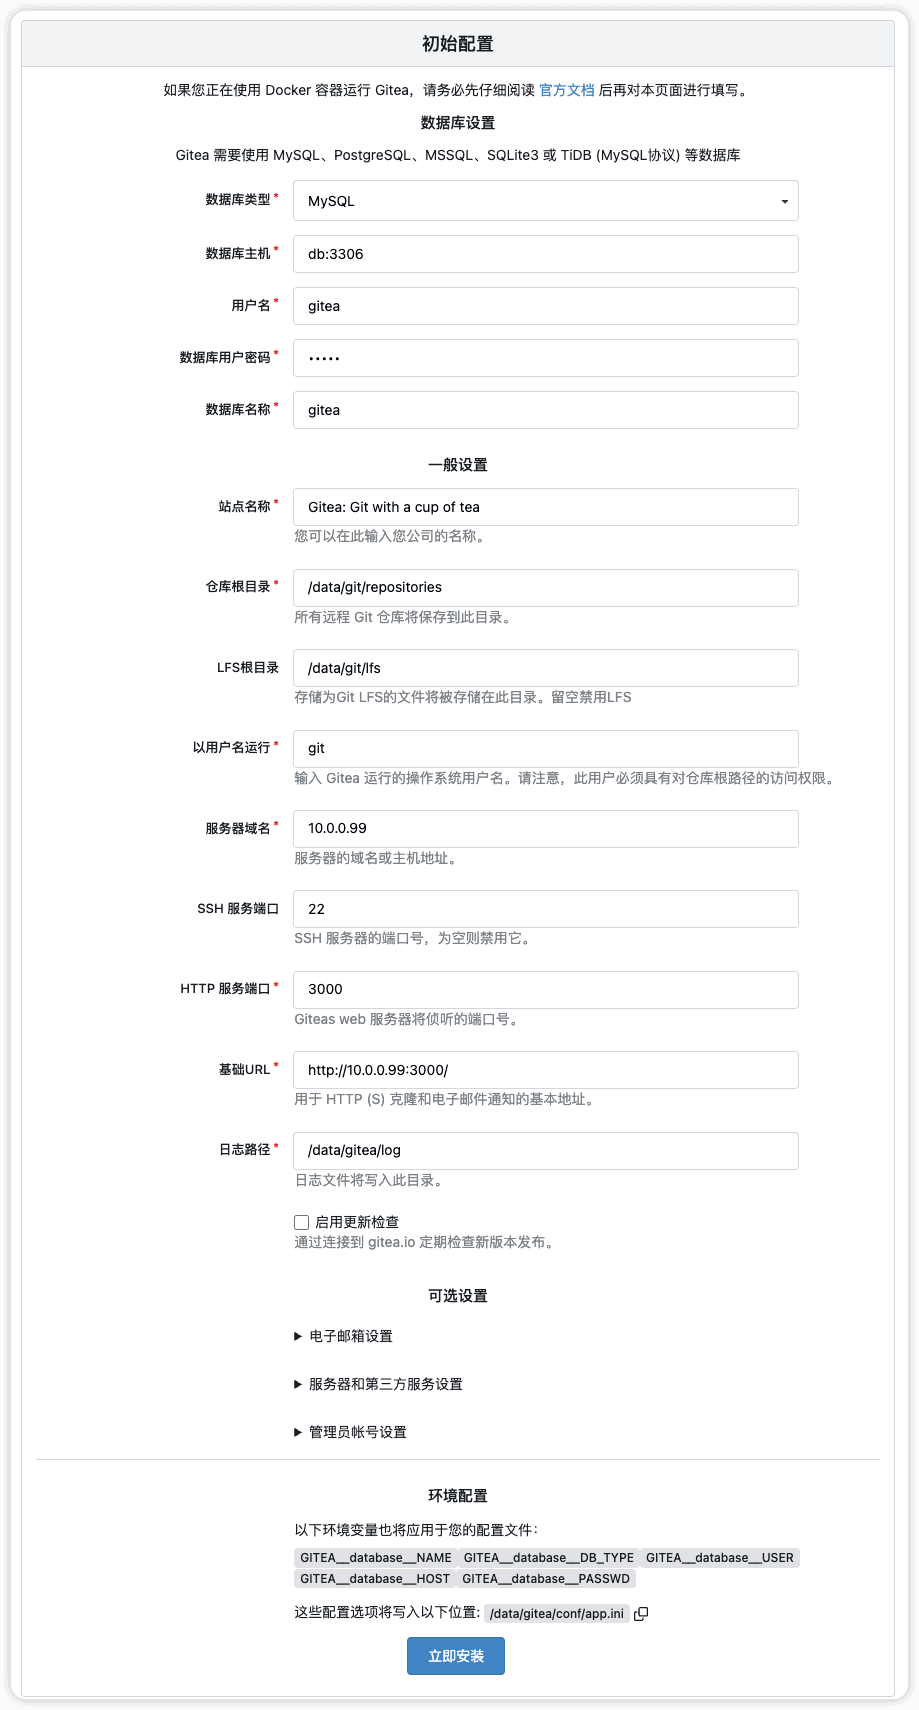 初始配置
如果您正在使用 Docker 容器运行 Gitea，请务必先仔细阅读 官方文档 后再对本页面进行填写。
数据库设置
Gitea 需要使用 MySQL、PostgreSQL、MSSQL、SQLite3 或 TiDB (MySQL协议) 等数据库
数据库类型* MySQL
数据库主机* db:3306
用户名* gitea
数据库用户密码* •••••
数据库名称* gitea
一般设置
站点名称* Gitea: Git with a cup of tea
您可以在此输入您公司的名称。
仓库根目录* /data/git/repositories
所有远程 Git 仓库将保存到此目录。
LFS根目录 /data/git/lfs
存储为Git LFS的文件将被存储在此目录。留空禁用LFS
以用户名运行* git
输入 Gitea 运行的操作系统用户名。请注意，此用户必须具有对仓库根路径的访问权限。
服务器域名* 10.0.0.99
服务器的域名或主机地址。
SSH 服务端口 22
SSH 服务器的端口号，为空则禁用它。
HTTP 服务端口* 3000
Giteas web 服务器将侦听的端口号。
基础URL* http://10.0.0.99:3000/
用于 HTTP (S) 克隆和电子邮件通知的基本地址。
日志路径* /data/gitea/log
日志文件将写入此目录。
启用更新检查
通过连接到 gitea.io 定期检查新版本发布。
可选设置
电子邮箱设置
服务器和第三方服务设置
管理员帐号设置
环境配置
以下环境变量也将应用于您的配置文件：
GITEA__database__NAME GITEA__database__DB_TYPE GITEA__database__USER
GITEA__database__HOST GITEA__database__PASSWD
这些配置选项将写入以下位置: /data/gitea/conf/app.ini
立即安装